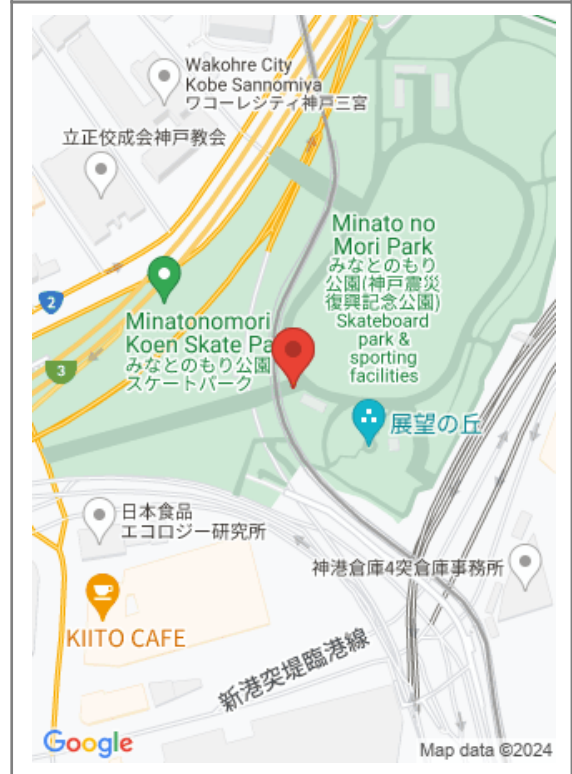 Wakohre City
Kobe Sannomiya
ワコーレシティ神戸三宮
立正佼成会神戸教会
Minato no
Mori Park
みなとのもり
公園(神戸震災
復興記念公園)
Skateboard
park &
sporting
facilities
2
Minatonomori
Koen Skate Pa
みなとのもり公園
スケートパーク
3
展望の丘
日本食品
エコロジー研究所
神港倉庫4突倉庫事務所
KIITO CAFE
新港突堤臨港線
Google
Map data ©2024